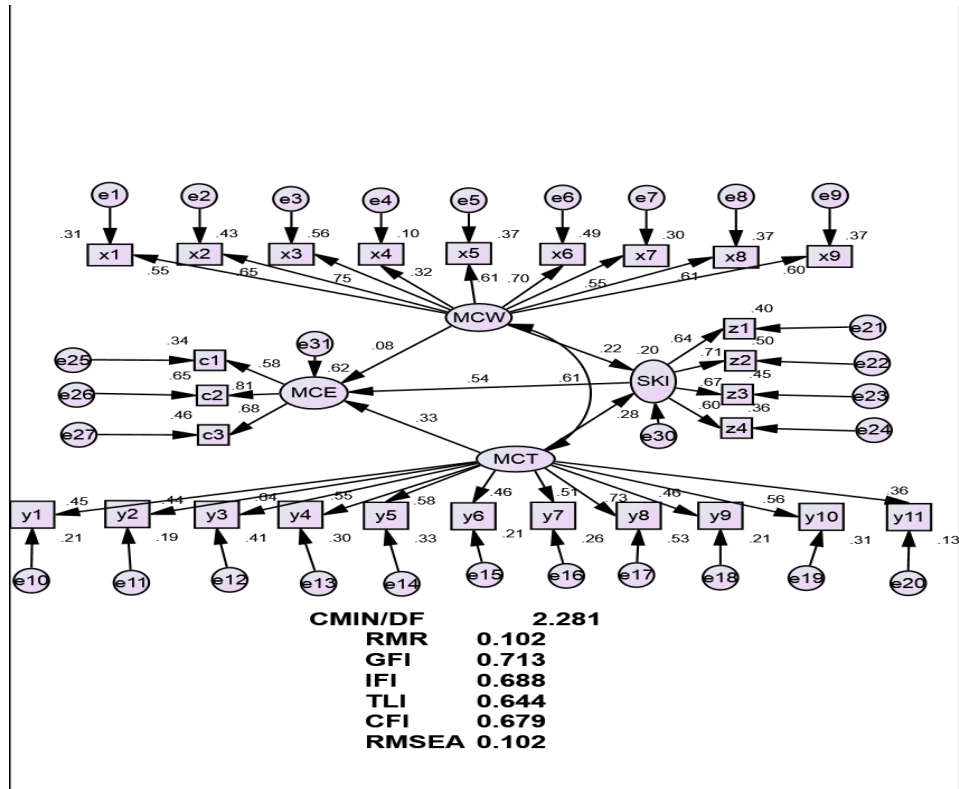 e1 e2 e3 e4 e5 e6 e7 e8 e9
.31 .43 .56 .10 .37 .49 .30 .37 .37
x1 x2 x3 x4 x5 x6 x7 x8 x9
.55 .65 .75 .32 .61 .70 .55 .61 .60
MCW
.40
z1 e21
.34 e31 .08 .22 .20 .64 .50
e25 c1 .58 .62 .71 z2 e22
.65 .54 .61 SKI .45
e26 c2 .81 MCE .67 z3 e23
.46 .68 .33 .28 .60 .36
e27 c3 e30 z4 e24
MCT
.45 .44 .64 .55 .58 .46 .51 .73 .46 .56 .36
y1 y2 y3 y4 y5 y6 y7 y8 y9 y10 y11
.21 .19 .41 .30 .33 .21 .26 .53 .21 .31 .13
e10 e11 e12 e13 e14 e15 e16 e17 e18 e19 e20
CMIN/DF 2.281
RMR 0.102
GFI 0.713
IFI 0.688
TLI 0.644
CFI 0.679
RMSEA 0.102